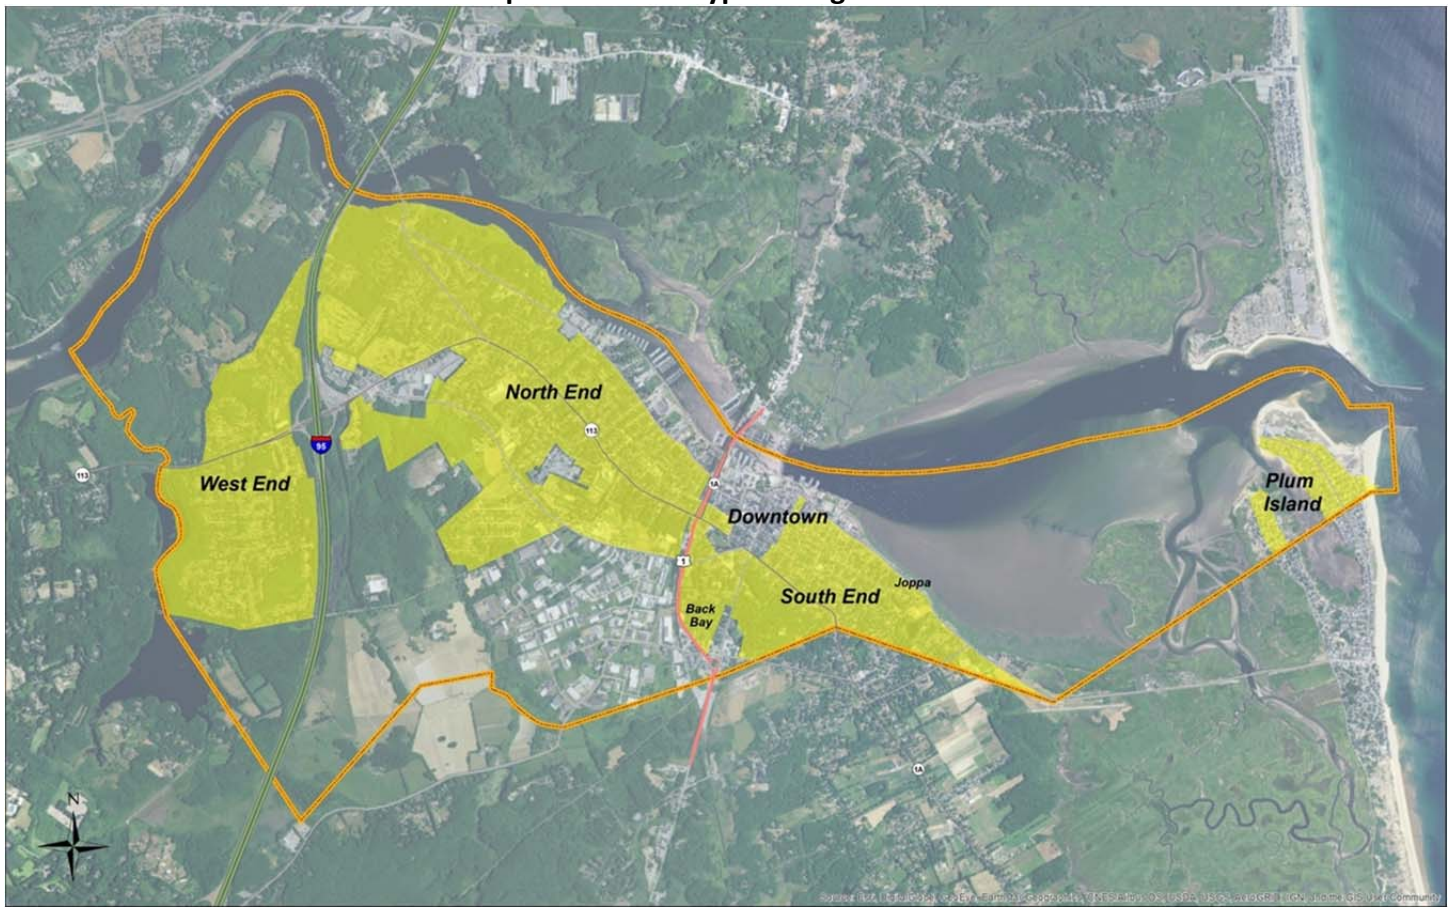 North End
113
95
113
West End
1A
Downtown
Plum
Island
1
South End
Joppa
Back
Bay
1A
N